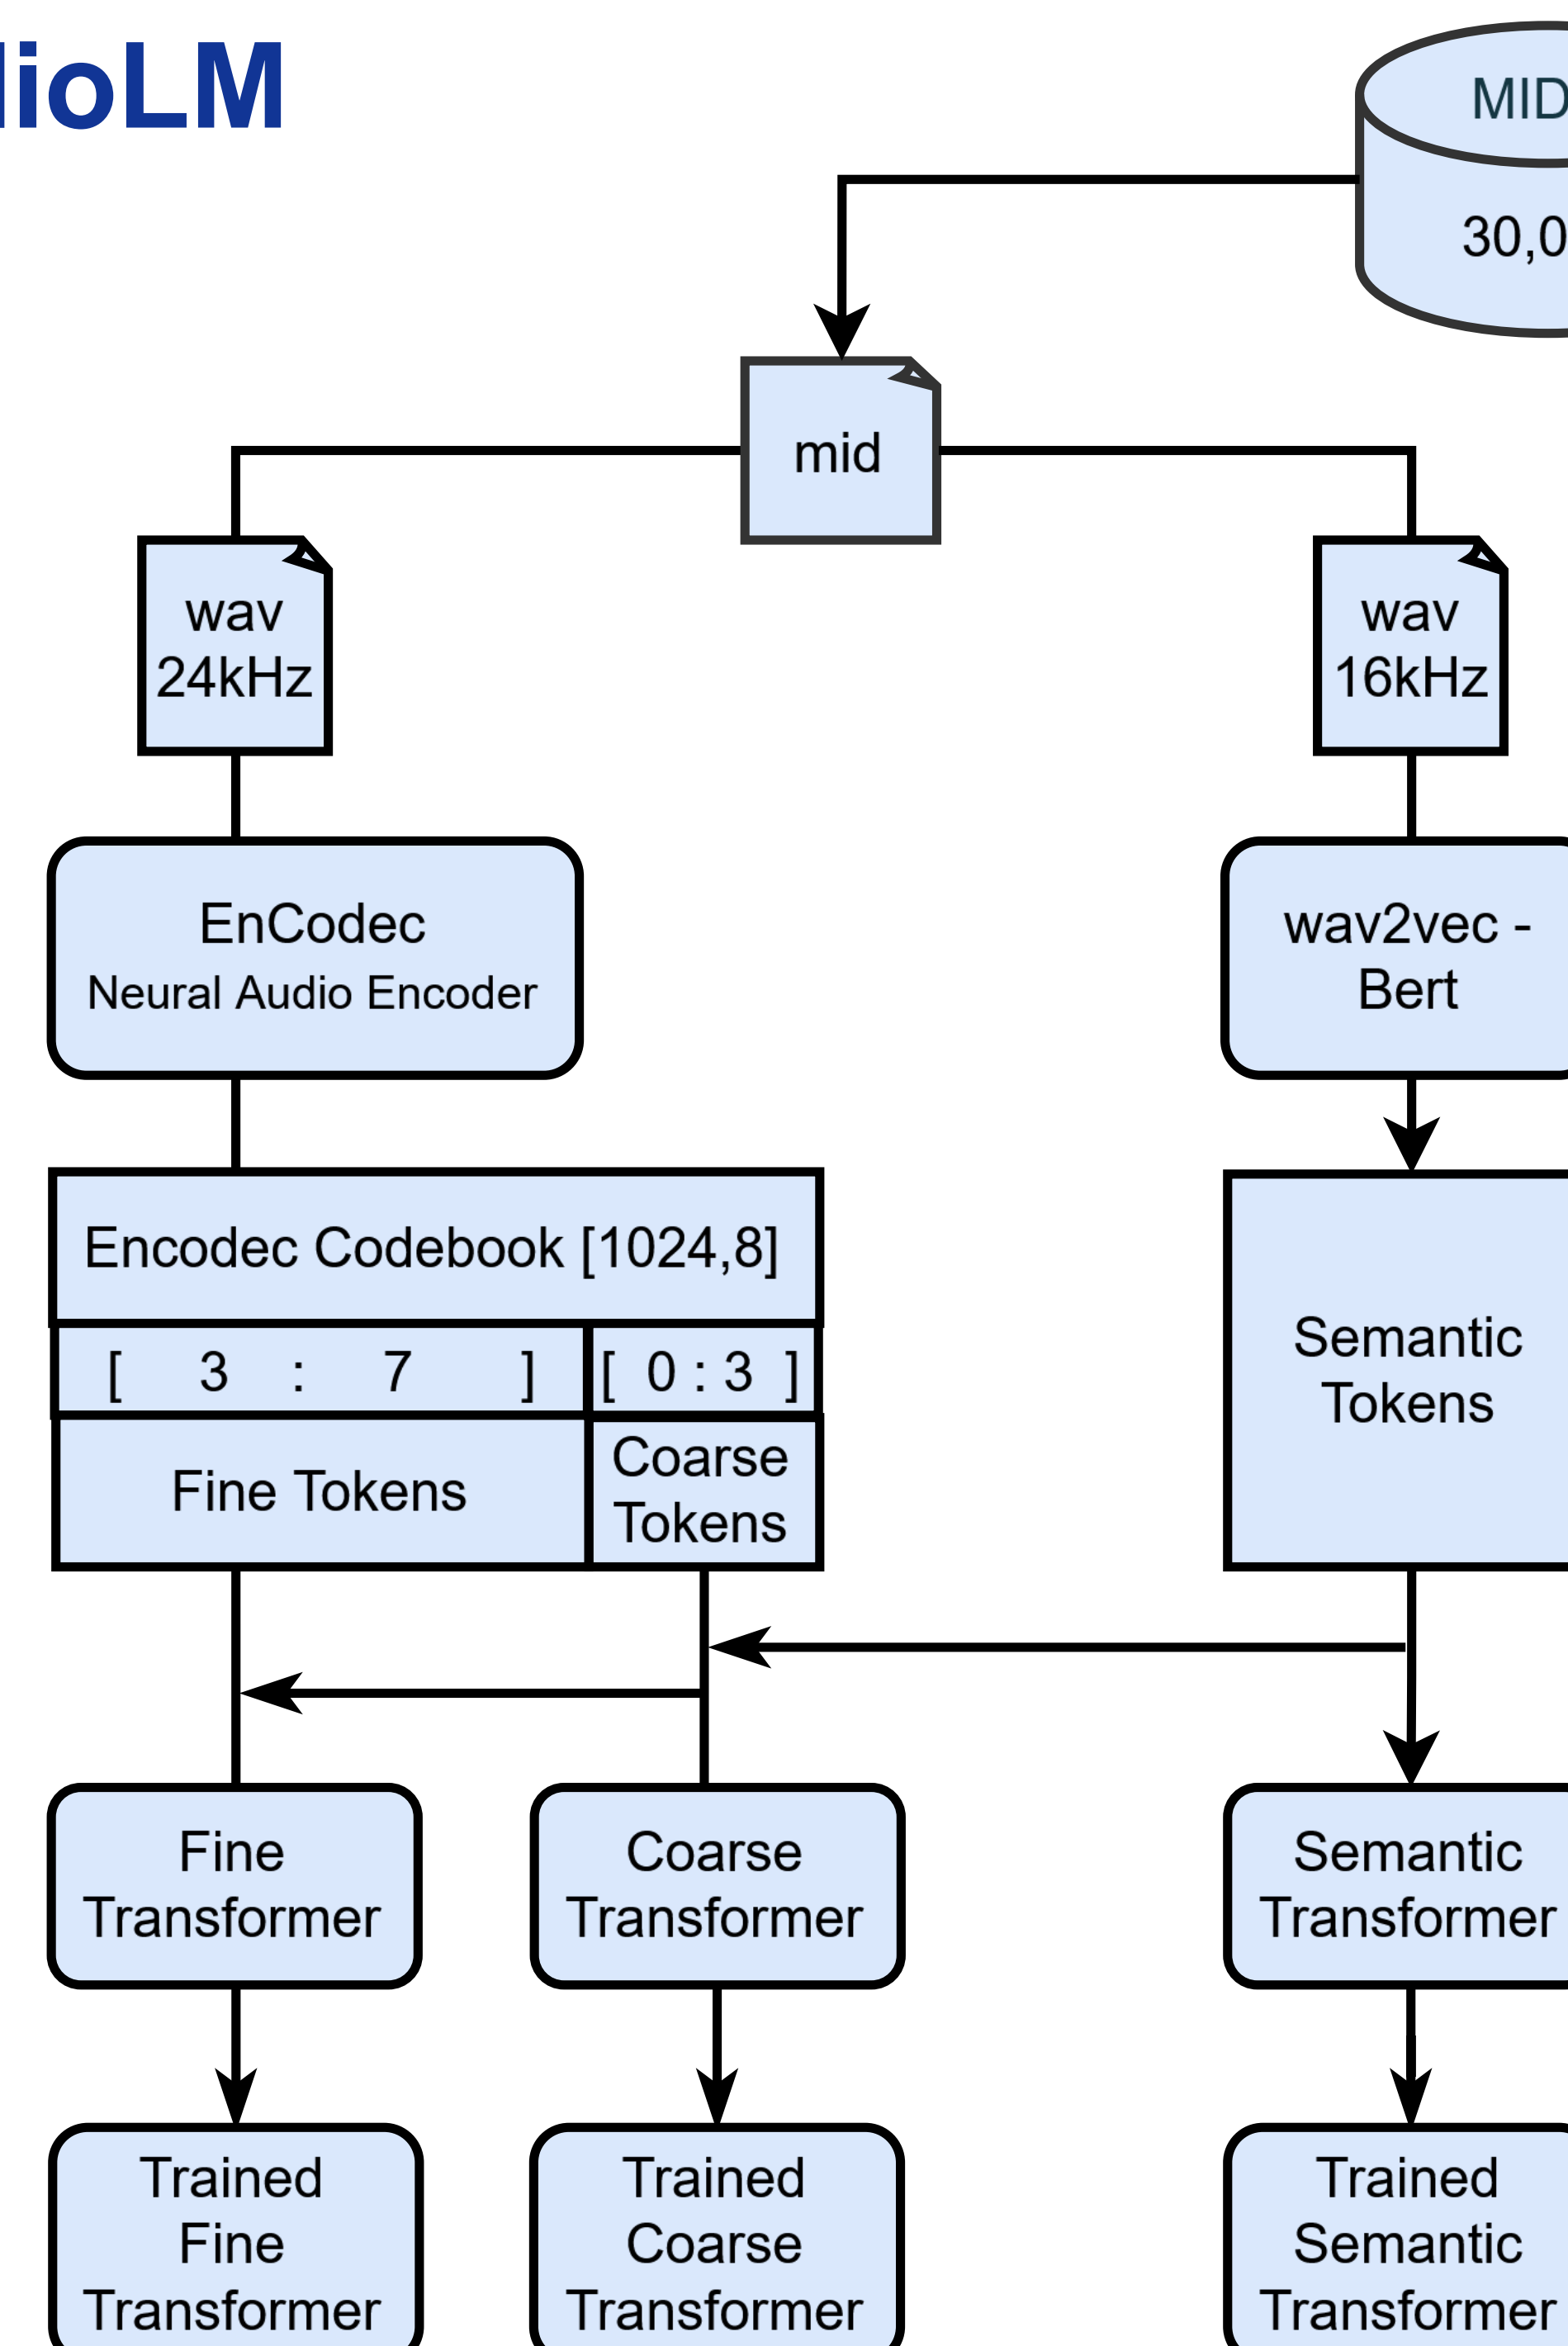 lioLM
MID
30,0
mid
wav
24kHz
wav
16kHz
EnCodec
Neural Audio Encoder
wav2vec -
Bert
Encodec Codebook [1024,8]
[ 3 : 7 ]
[ 0 : 3 ]
Fine Tokens
Coarse
Tokens
Semantic
Tokens
Fine
Transformer
Coarse
Transformer
Semantic
Transformer
Trained
Fine
Transformer
Trained
Coarse
Transformer
Trained
Semantic
Transformer